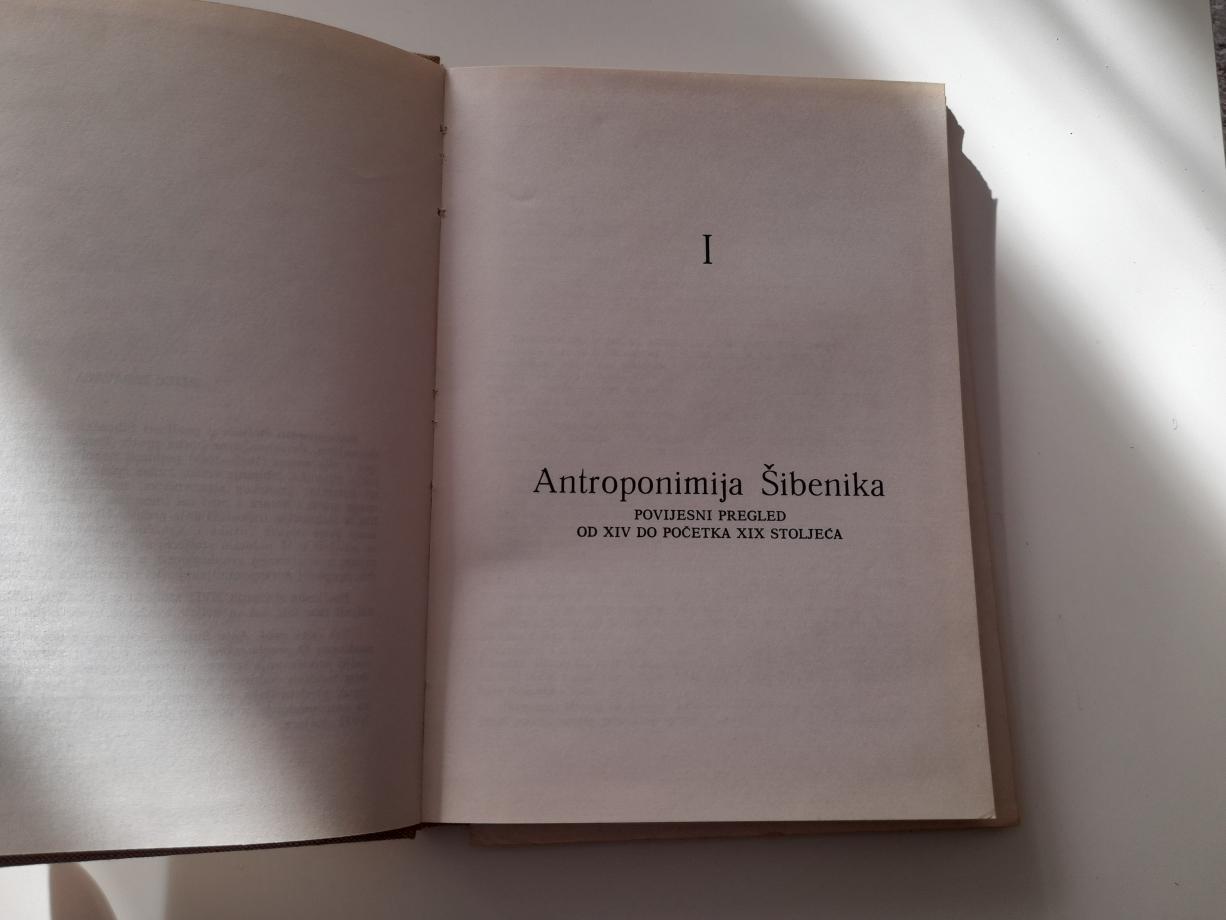 I
Antroponimija Šibenika
POVIJESNI PREGLED
OD XIV DO POČETKA XIX STOLJEĆA